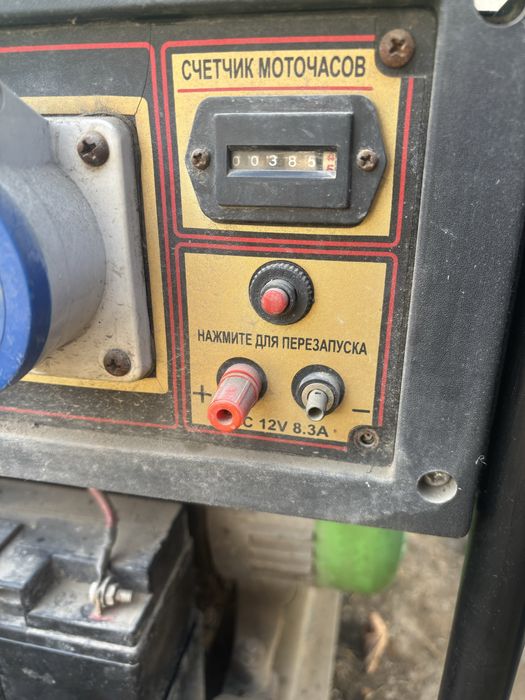 СЧЕТЧИК МОТОЧАСОВ
00385
НАЖМИТЕ ДЛЯ ПЕРЕЗАПУСКА
+ −
C 12V 8.3A